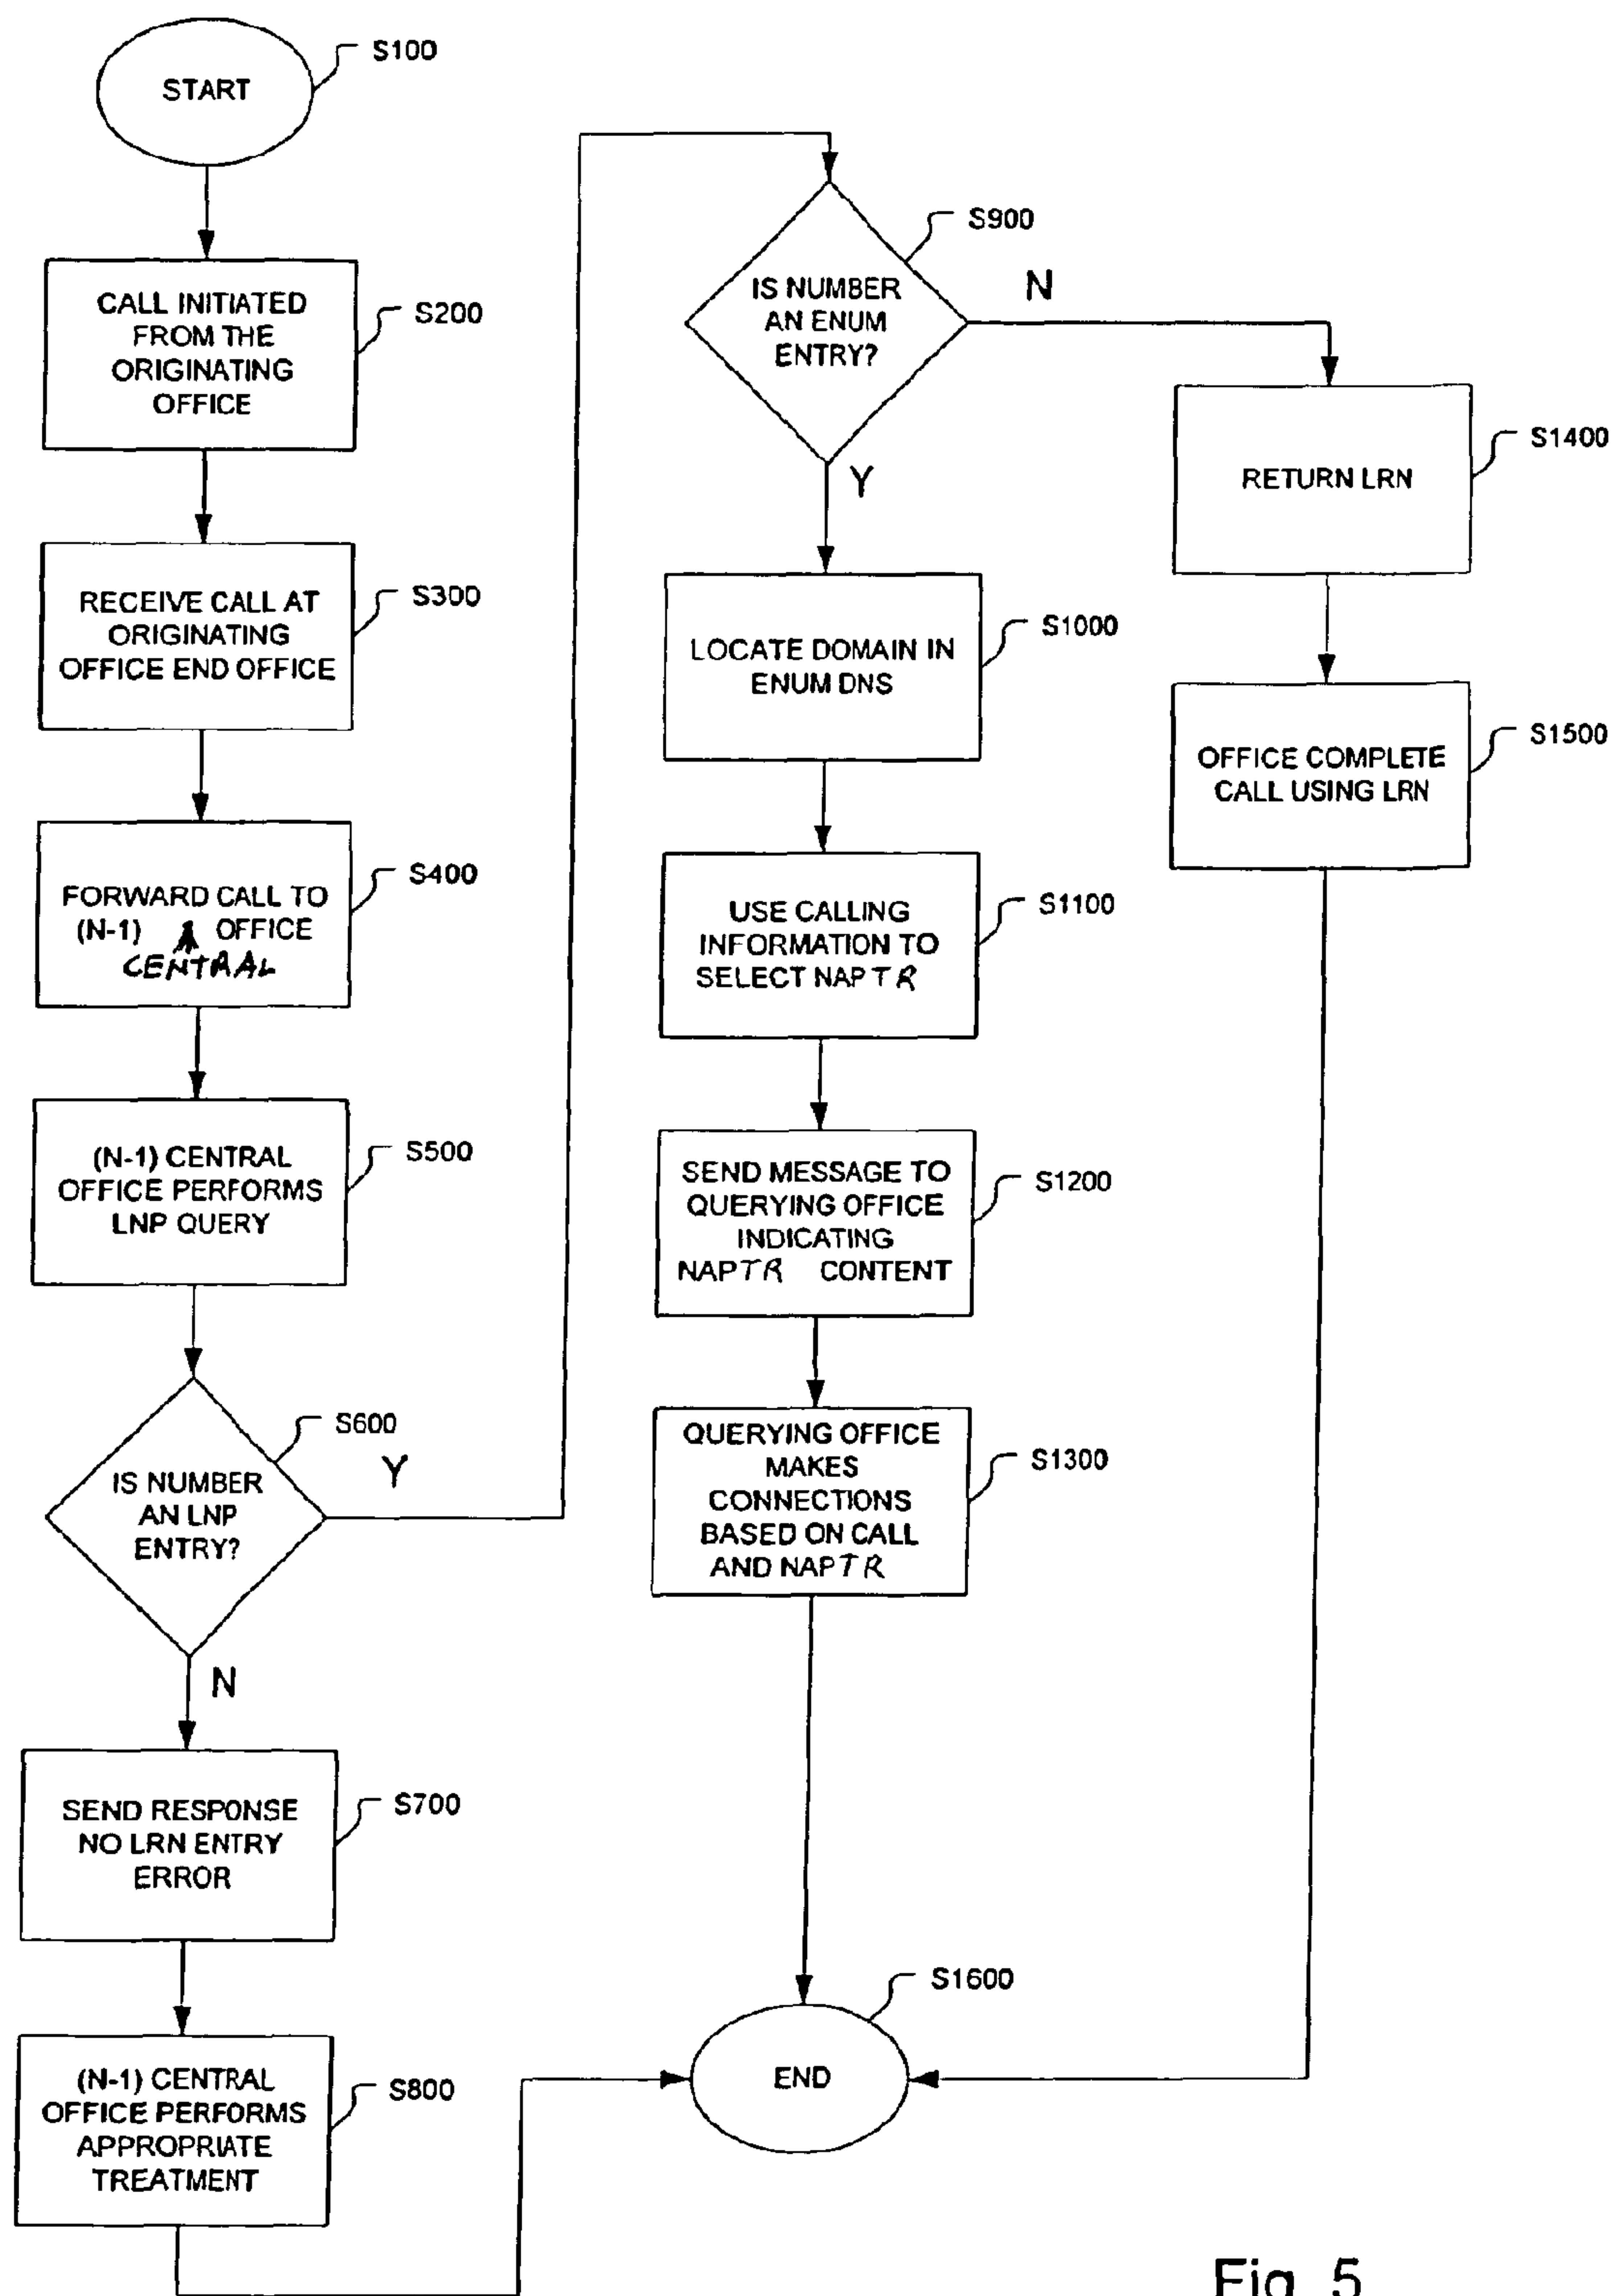 START
S100
CALL INITIATED
FROM THE
ORIGINATING
OFFICE
S200
RECEIVE CALL AT
ORIGINATING
OFFICE END OFFICE
S300
FORWARD CALL TO
(N-1) OFFICE
CENTRAL
S400
(N-1) CENTRAL
OFFICE PERFORMS
LNP QUERY
S500
IS NUMBER
AN LNP
ENTRY?
S600
Y
N
SEND RESPONSE
NO LRN ENTRY
ERROR
S700
(N-1) CENTRAL
OFFICE PERFORMS
APPROPRIATE
TREATMENT
S800
IS NUMBER
AN ENUM
ENTRY?
S900
N
Y
LOCATE DOMAIN IN
ENUM DNS
S1000
USE CALLING
INFORMATION TO
SELECT NAPTR
S1100
SEND MESSAGE TO
QUERYING OFFICE
INDICATING
NAPTR CONTENT
S1200
QUERYING OFFICE
MAKES
CONNECTIONS
BASED ON CALL
AND NAPTR
S1300
RETURN LRN
S1400
OFFICE COMPLETE
CALL USING LRN
S1500
END
S1600
Fig. 5